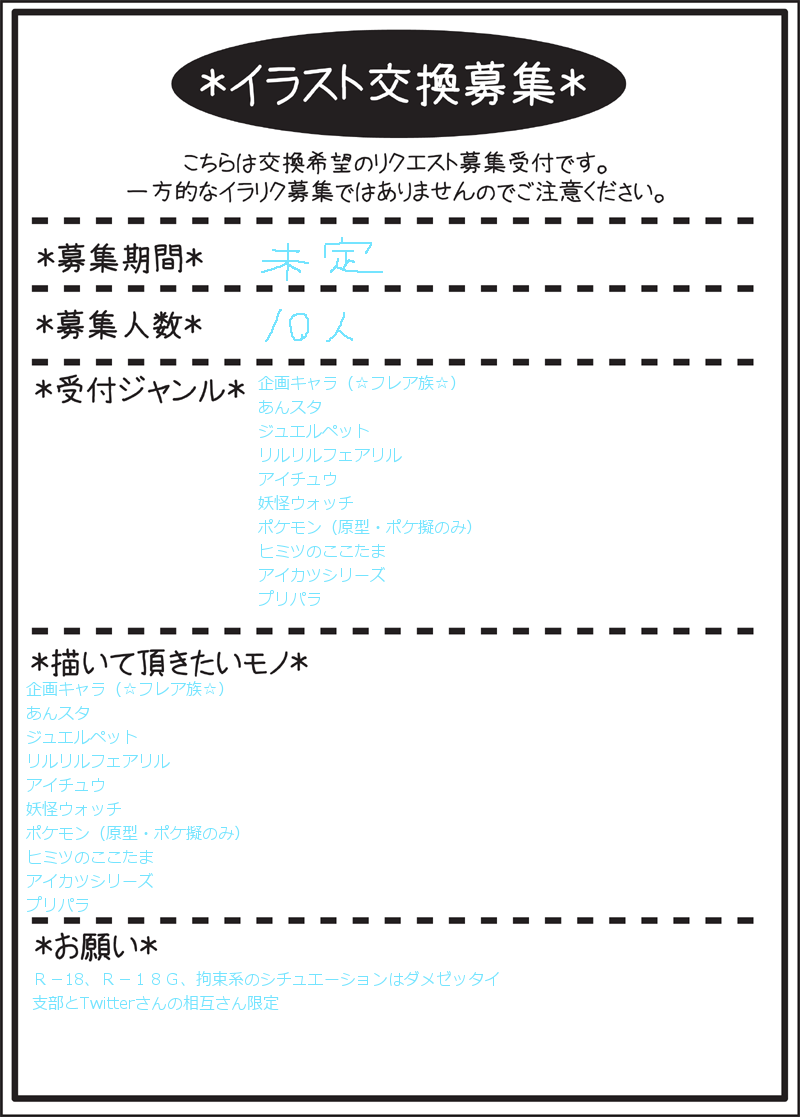 *イラスト交換募集*
こちらは交換希望のリクエスト募集受付です。
一方的なイラリク募集ではありませんのでご注意ください。
*募集期間* 未定
*募集人数* 10人
*受付ジャンル* 企画キャラ(☆フレア族☆)
あんスタ
ジュエルペット
リルリルフェアリル
アイチュウ
妖怪ウォッチ
ポケモン(原型・ポケ擬のみ)
ヒミツのここたま
アイカツシリーズ
プリパラ
*描いて頂きたいモノ*
企画キャラ(☆フレア族☆)
あんスタ
ジュエルペット
リルリルフェアリル
アイチュウ
妖怪ウォッチ
ポケモン(原型・ポケ擬のみ)
ヒミツのここたま
アイカツシリーズ
プリパラ
*お願い*
R－18、R－18G、拘束系のシチュエーションはダメゼッタイ
支部とTwitterさんの相互さん限定